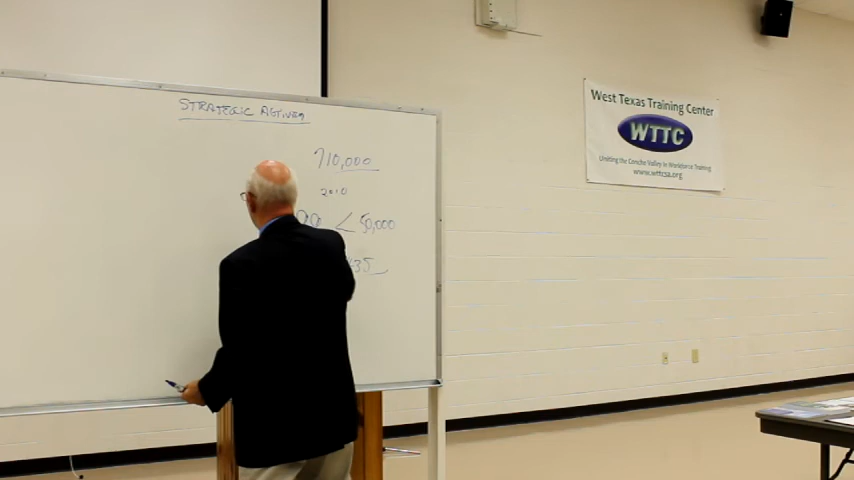 STRATEGIC
710,000
2010
< 50,000
35
West Texas Training Center
WTTC
Uniting the Concho Valley in Workforce Training
www.wttcsa.org